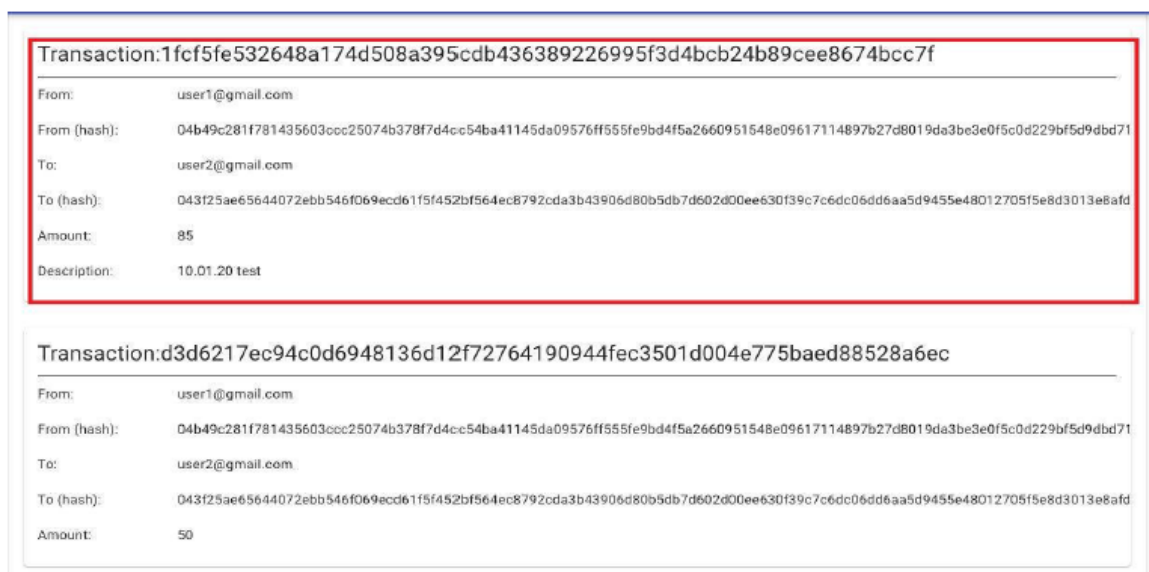 Transaction:1fcf5fe532648a174d508a395cdb436389226995f3d4bcb24b89cee8674bcc7f
From: user1@gmail.com
From (hash): 04b49c281f781435603ccc25074b378f7d4cc54ba41145da09576ff555fe9bd4f5a2660951548e09617114897b27d8019da3be3e0f5c0d229bf5d9dbd71
To: user2@gmail.com
To (hash): 043f25ae65644072ebb546f069ecd61f5f452bf564ec8792cda3b43906d80b5db7d602d00ee630f39c7c6dc06dd6aa5d9455e48012705f5e8d3013e8afd
Amount: 85
Description: 10.01.20 test
Transaction:d3d6217ec94c0d6948136d12f72764190944fec3501d004e775baed88528a6ec
From: user1@gmail.com
From (hash): 04b49c281f781435603ccc25074b378f7d4cc54ba41145da09576ff555fe9bd4f5a2660951548e09617114897b27d8019da3be3e0f5c0d229bf5d9dbd71
To: user2@gmail.com
To (hash): 043f25ae65644072ebb546f069ecd61f5f452bf564ec8792cda3b43906d80b5db7d602d00ee630f39c7c6dc06dd6aa5d9455e48012705f5e8d3013e8afd
Amount: 50